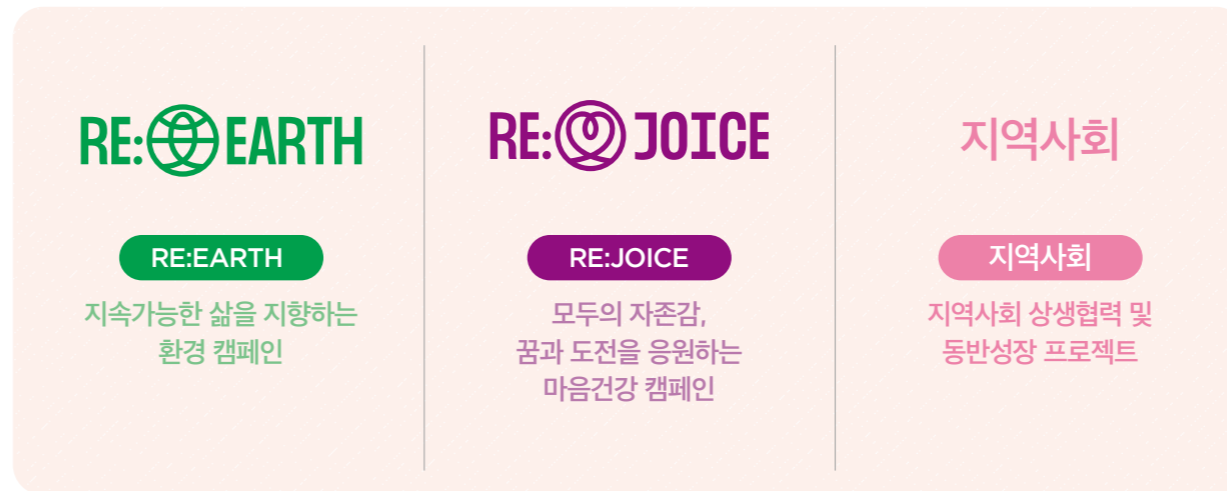 RE: EARTH
RE:EARTH
지속가능한 삶을 지향하는
환경 캠페인
RE: JOICE
RE:JOICE
모두의 자존감,
꿈과 도전을 응원하는
마음건강 캠페인
지역사회
지역사회
지역사회 상생협력 및
동반성장 프로젝트